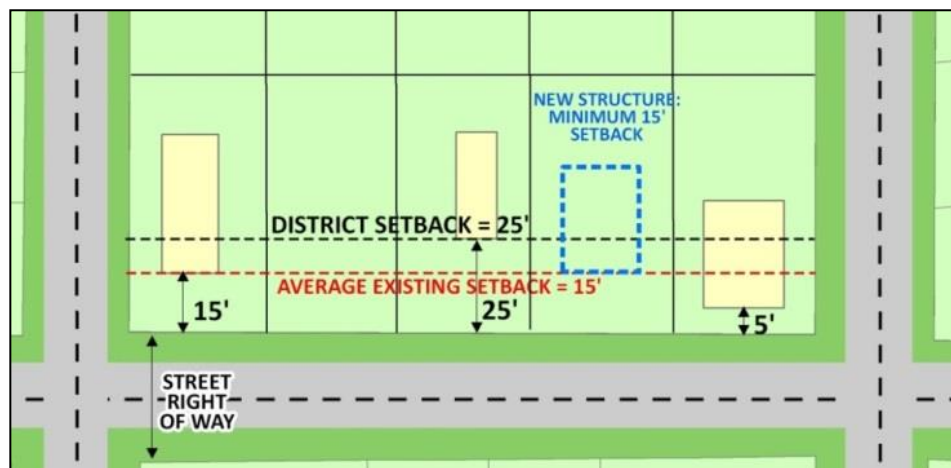 NEW STRUCTURE:
MINIMUM 15'
SETBACK
DISTRICT SETBACK = 25'
AVERAGE EXISTING SETBACK = 15'
15'
25'
5'
STREET
RIGHT
OF WAY